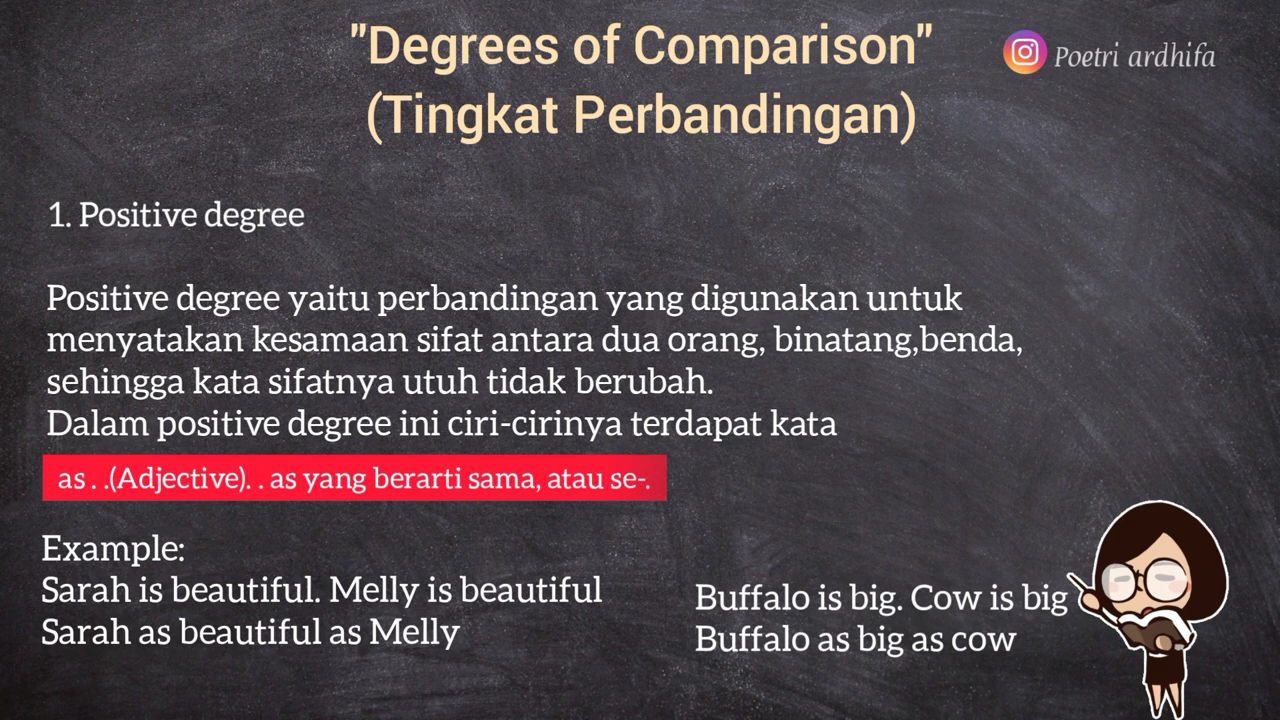 "Degrees of Comparison"
(Tingkat Perbandingan)
Poetri ardhifa
1. Positive degree
Positive degree yaitu perbandingan yang digunakan untuk
menyatakan kesamaan sifat antara dua orang, binatang,benda,
sehingga kata sifatnya utuh tidak berubah.
Dalam positive degree ini ciri-cirinya terdapat kata
as . .(Adjective). . as yang berarti sama, atau se-.
Example:
Sarah is beautiful. Melly is beautiful
Sarah as beautiful as Melly
Buffalo is big. Cow is big
Buffalo as big as cow